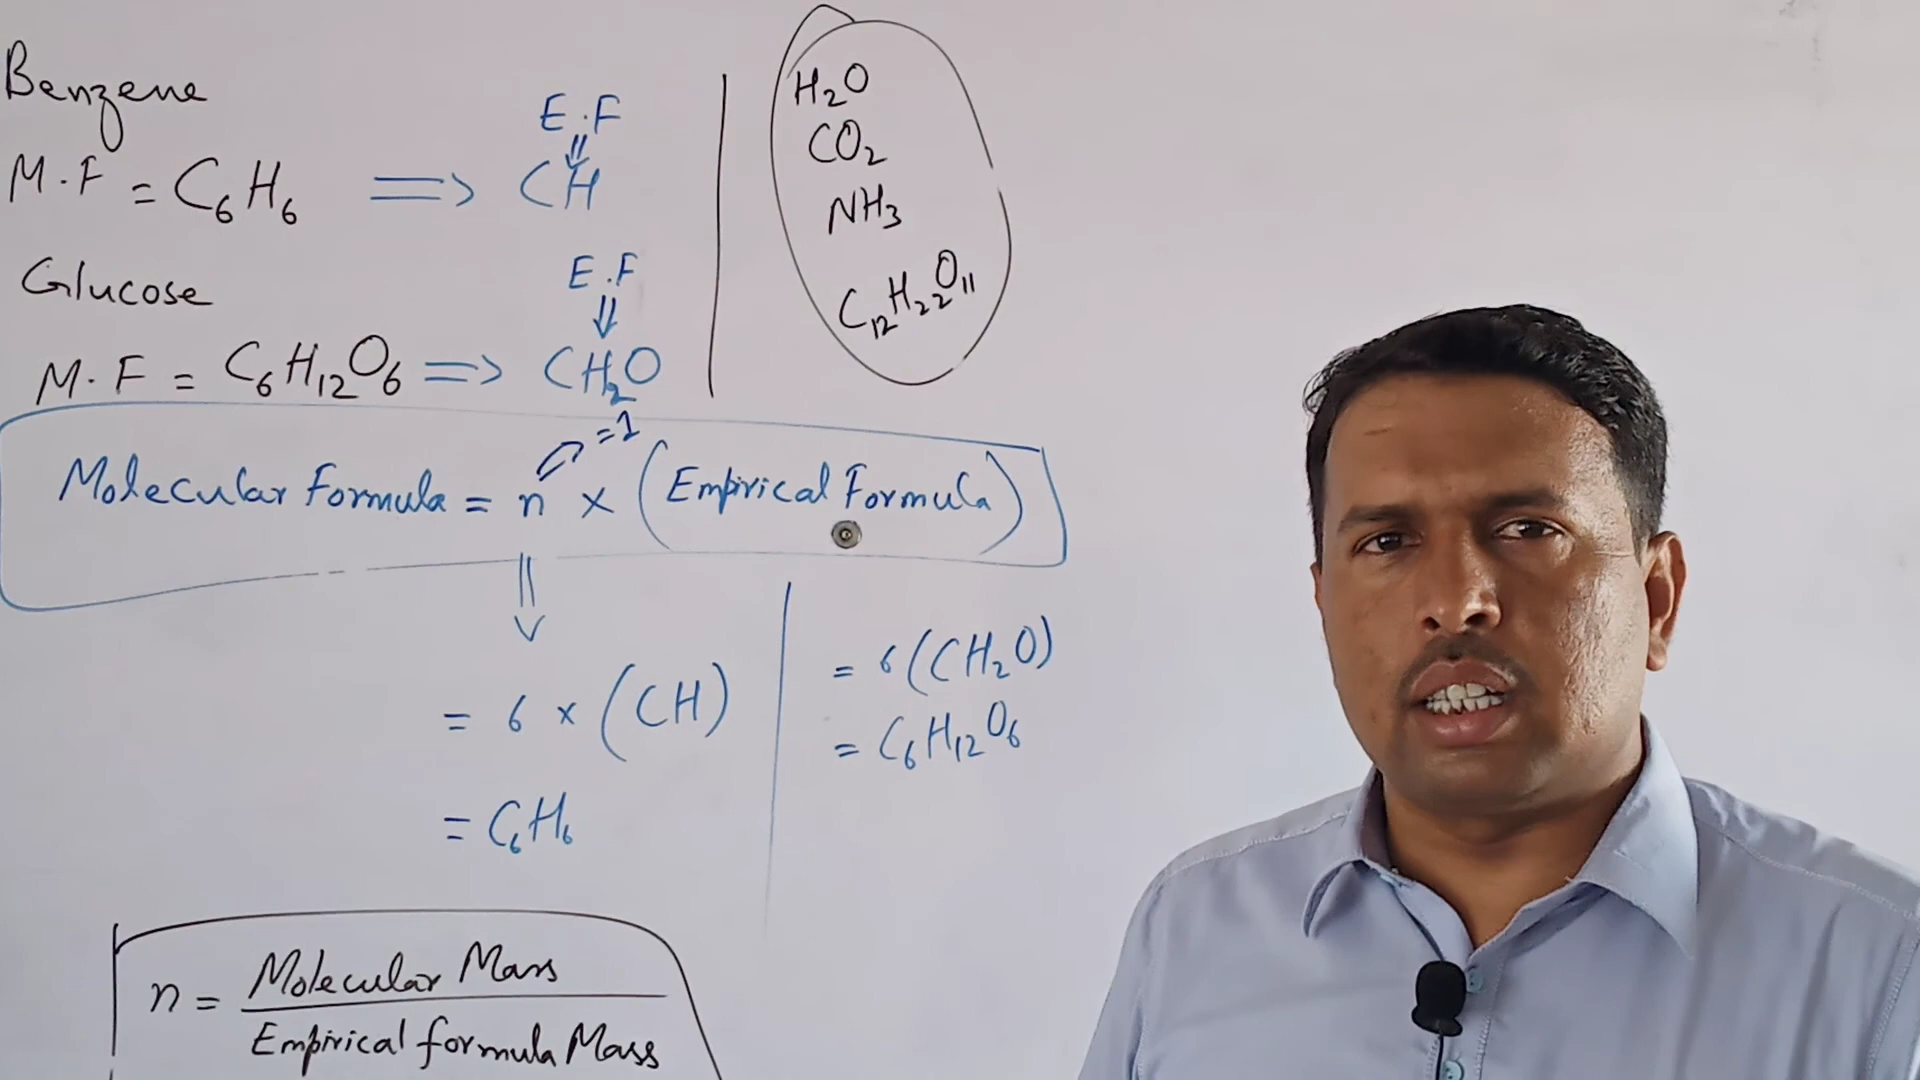 Benzene
E.F
⇓
M.F = C₆H₆ ⇒ CH
Glucose
E.F
⇓
M.F = C₆H₁₂O₆ ⇒ CH₂O
H₂O
CO₂
NH₃
C₁₂H₂₂O₁₁
=1
Molecular Formula = n × (Empirical Formula)
⇓
= 6 × (CH)
= C₆H₆
= 6(CH₂O)
= C₆H₁₂O₆
n = Molecular Mass
Empirical formula Mass